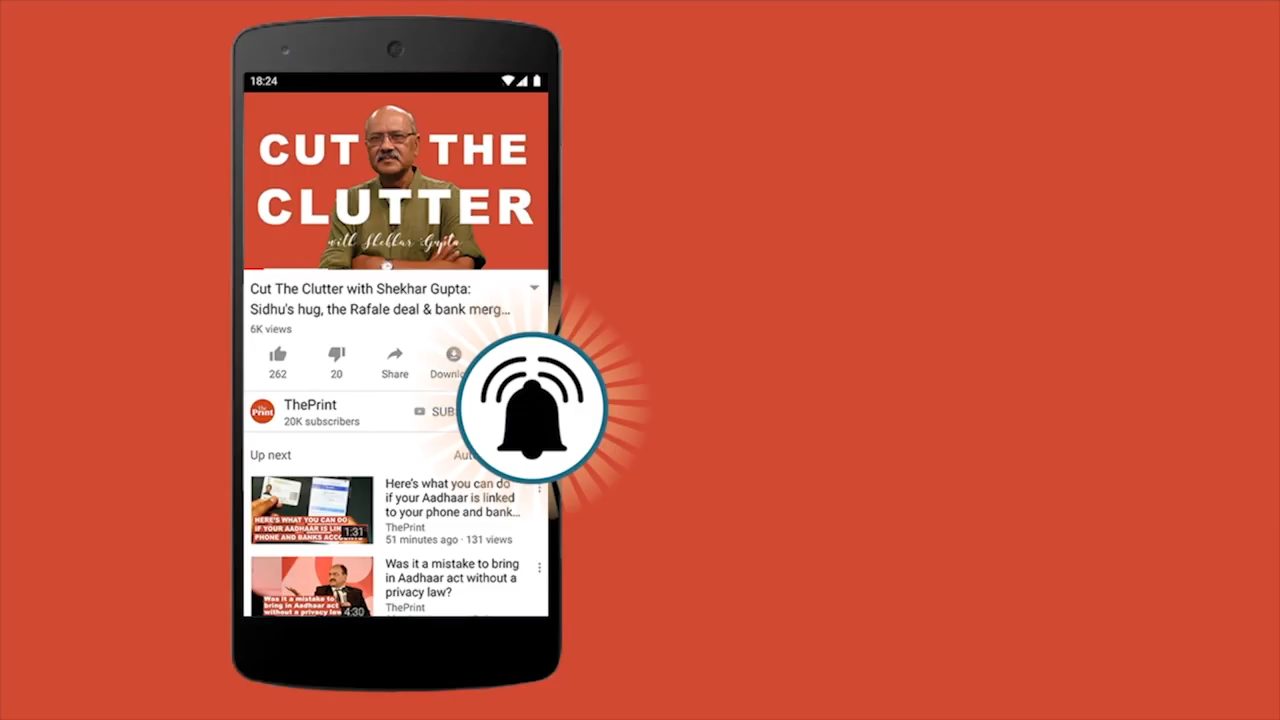 18:24
CUT THE
CLUTTER
with Shekhar Gupta
Cut The Clutter with Shekhar Gupta:
Sidhu's hug, the Rafale deal & bank merg...
6K views
262
20
Share
Downlo
The
Print
ThePrint
20K subscribers
SUB
Up next
Aut
HERE'S WHAT YOU CAN DO
IF YOUR AADHAAR IS LIN
PHONE AND BANKS ACCO
1:31
Here's what you can do
if your Aadhaar is linked
to your phone and bank...
ThePrint
51 minutes ago · 131 views
Was it a mistake to
bring in Aadhaar act
without a privacy law
4:30
Was it a mistake to bring
in Aadhaar act without a
privacy law?
ThePrint